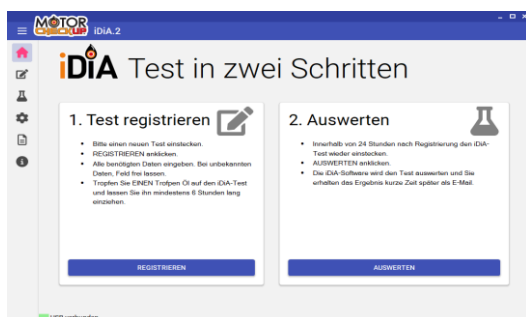 MOTOR
CHECK UP iDiA.2
iDiA Test in zwei Schritten
1. Test registrieren
Bitte einen neuen Test einstecken.
REGISTRIEREN anklicken.
Alle benötigten Daten eingeben. Bei unbekannten
Daten, Feld frei lassen.
Tropfen Sie EINEN Trofpen Öl auf den iDiA-Test
und lassen Sie ihn mindestens 6 Stunden lang
einziehen.
REGISTRIEREN
2. Auswerten
Innerhalb von 24 Stunden nach Registrierung den iDiA-
Test wieder einstecken.
AUSWERTEN anklicken.
Die iDiA-Software wird den Test auswerten und Sie
erhalten das Ergebnis kurze Zeit später als E-Mail.
AUSWERTEN
USB verbunden